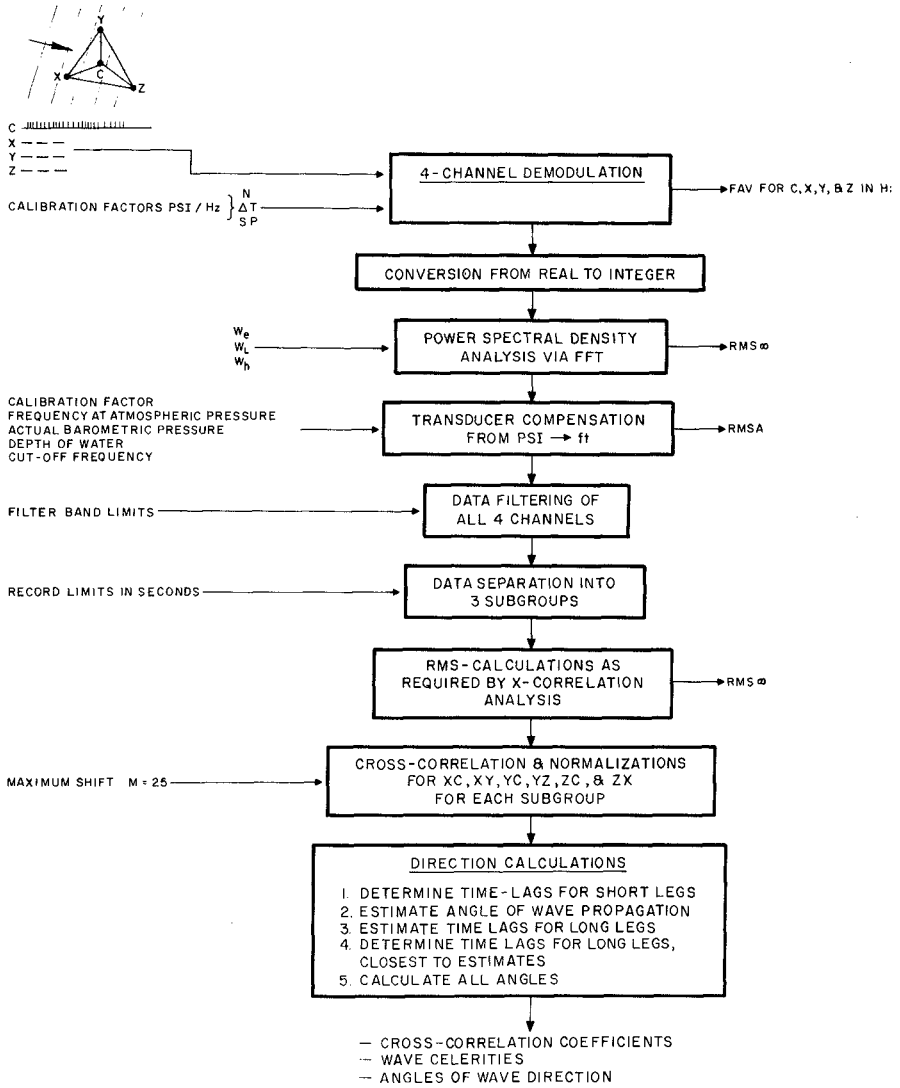 Y
X
C
Z
C
X
Y
Z
4-CHANNEL DEMODULATION
FAV FOR C, X, Y, & Z IN H:
CALIBRATION FACTORS PSI / Hz } N
ΔT
SP
CONVERSION FROM REAL TO INTEGER
We
WL
Wh
POWER SPECTRAL DENSITY
ANALYSIS VIA FFT
RMS∞
CALIBRATION FACTOR
FREQUENCY AT ATMOSPHERIC PRESSURE
ACTUAL BAROMETRIC PRESSURE
DEPTH OF WATER
CUT-OFF FREQUENCY
TRANSDUCER COMPENSATION
FROM PSI → ft
RMSA
FILTER BAND LIMITS
DATA FILTERING OF
ALL 4 CHANNELS
RECORD LIMITS IN SECONDS
DATA SEPARATION INTO
3 SUBGROUPS
RMS-CALCULATIONS AS
REQUIRED BY X-CORRELATION
ANALYSIS
RMS∞
MAXIMUM SHIFT M = 25
CROSS-CORRELATION & NORMALIZATIONS
FOR XC, XY, YC, YZ, ZC, & ZX
FOR EACH SUBGROUP
DIRECTION CALCULATIONS
1. DETERMINE TIME-LAGS FOR SHORT LEGS
2. ESTIMATE ANGLE OF WAVE PROPAGATION
3. ESTIMATE TIME LAGS FOR LONG LEGS
4. DETERMINE TIME LAGS FOR LONG LEGS,
CLOSEST TO ESTIMATES
5. CALCULATE ALL ANGLES
— CROSS-CORRELATION COEFFICIENTS
— WAVE CELERITIES
— ANGLES OF WAVE DIRECTION